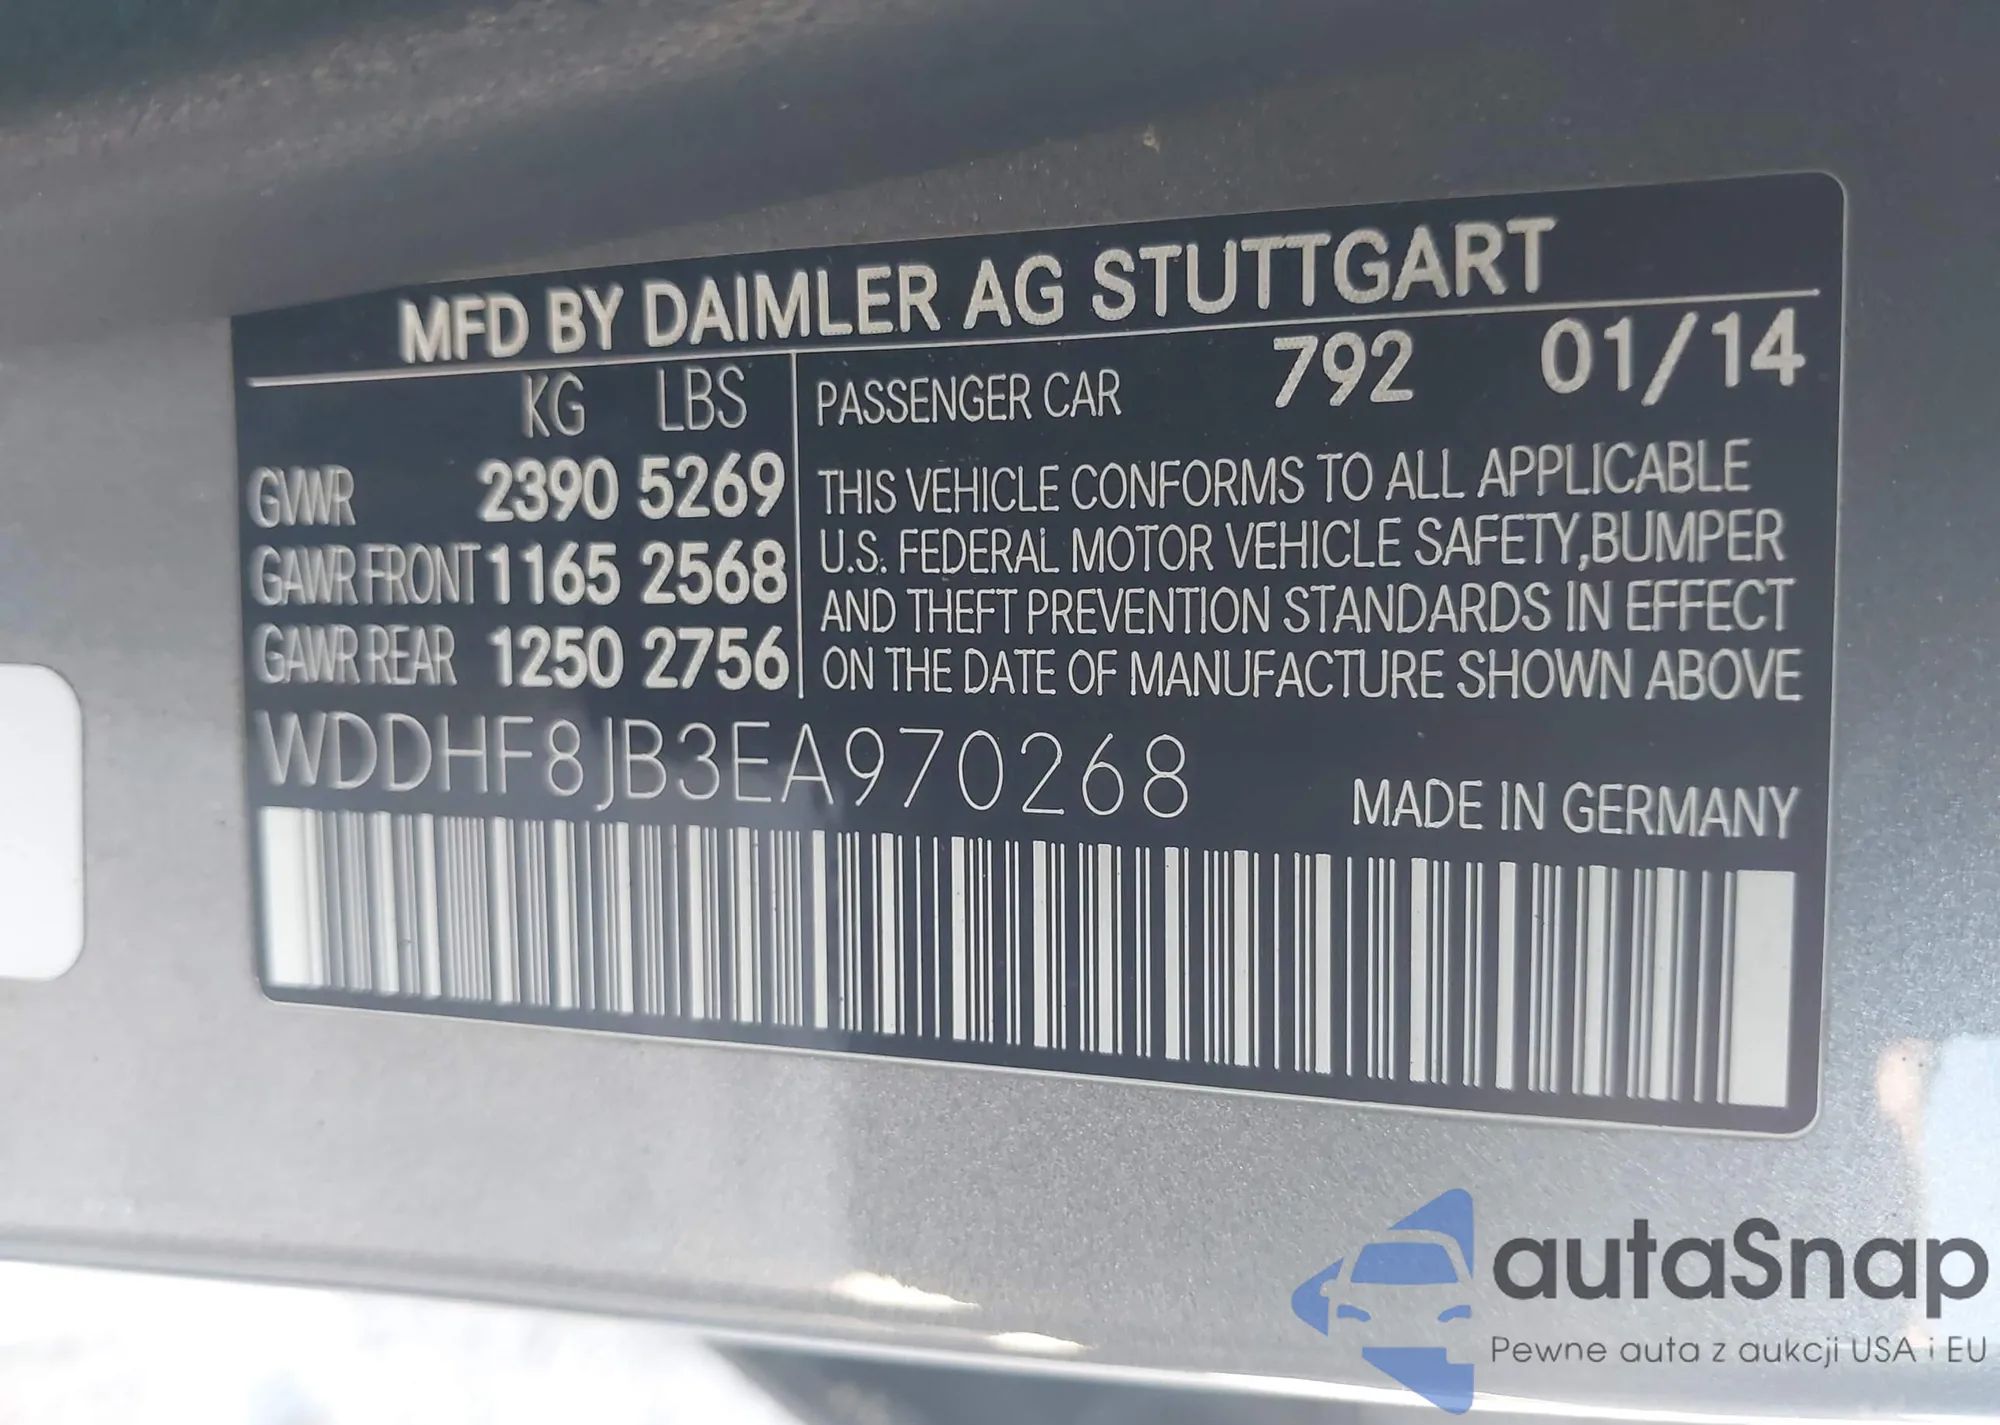 MFD BY DAIMLER AG STUTTGART
KG LBS
GVWR 2390 5269
GAWR FRONT 1165 2568
GAWR REAR 1250 2756
PASSENGER CAR 792 01/14
THIS VEHICLE CONFORMS TO ALL APPLICABLE
U.S. FEDERAL MOTOR VEHICLE SAFETY,BUMPER
AND THEFT PREVENTION STANDARDS IN EFFECT
ON THE DATE OF MANUFACTURE SHOWN ABOVE
WDDHF8JB3EA970268
MADE IN GERMANY
autaSnap
Pewne auta z aukcji USA i EU